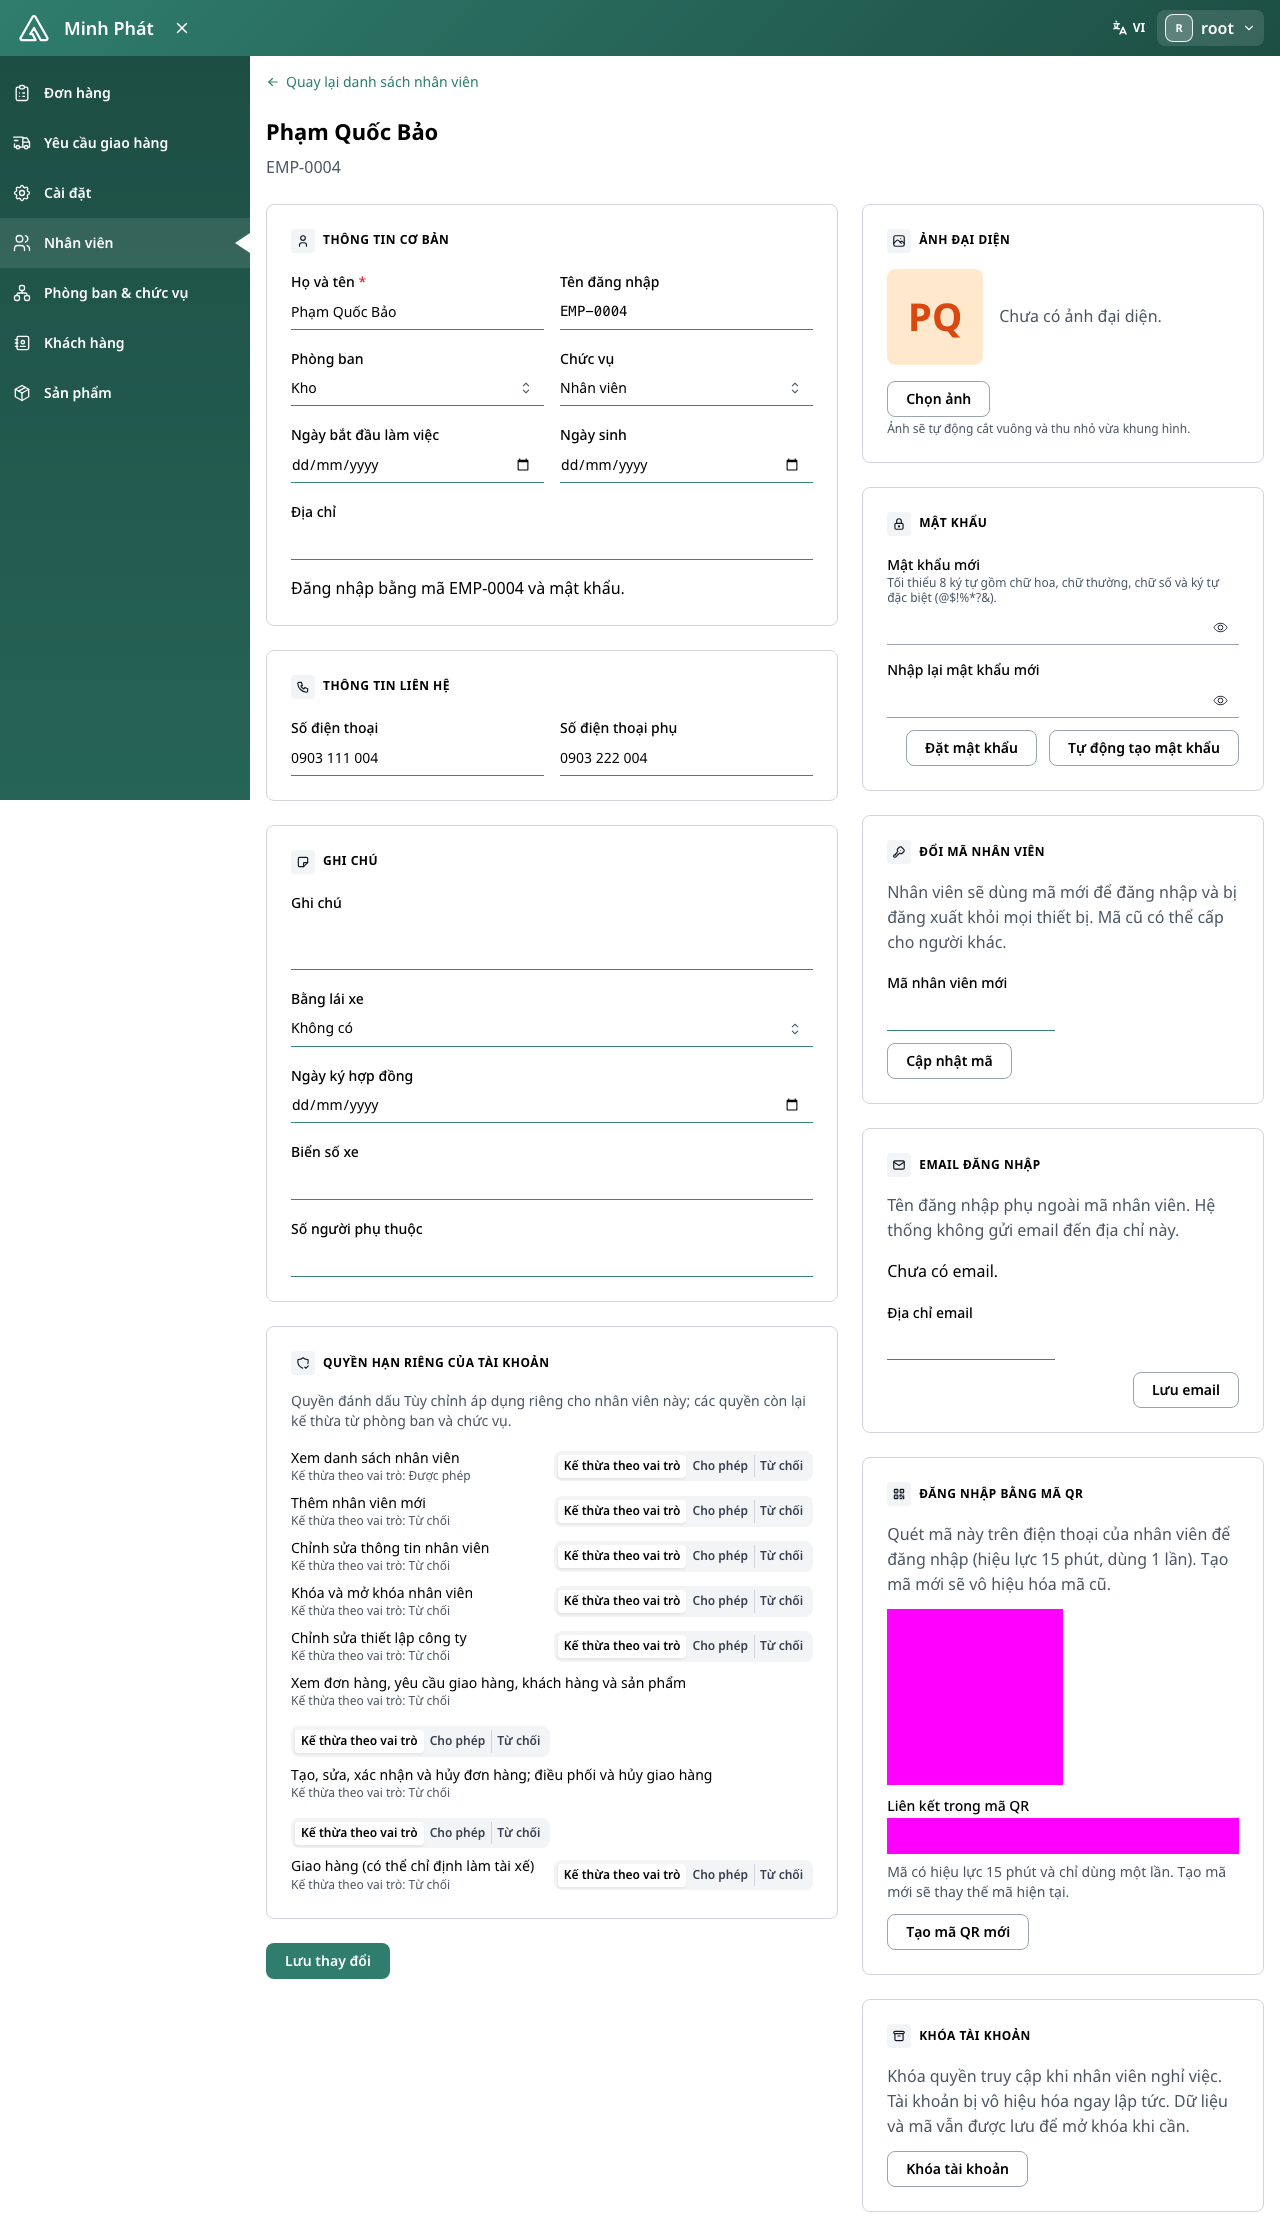 Minh Phát
VI
R
root
Đơn hàng
Yêu cầu giao hàng
Cài đặt
Nhân viên
Phòng ban & chức vụ
Khách hàng
Sản phẩm
Quay lại danh sách nhân viên
Phạm Quốc Bảo
EMP-0004
THÔNG TIN CƠ BẢN
Họ và tên *
Tên đăng nhập
Phạm Quốc Bảo
EMP-0004
Phòng ban
Chức vụ
Kho
Nhân viên
Ngày bắt đầu làm việc
Ngày sinh
dd/mm/yyyy
dd/mm/yyyy
Địa chỉ
Đăng nhập bằng mã EMP-0004 và mật khẩu.
THÔNG TIN LIÊN HỆ
Số điện thoại
Số điện thoại phụ
0903 111 004
0903 222 004
GHI CHÚ
Ghi chú
Bằng lái xe
Không có
Ngày ký hợp đồng
dd/mm/yyyy
Biển số xe
Số người phụ thuộc
QUYỀN HẠN RIÊNG CỦA TÀI KHOẢN
Quyền đánh dấu Tùy chỉnh áp dụng riêng cho nhân viên này; các quyền còn lại
kế thừa từ phòng ban và chức vụ.
Xem danh sách nhân viên
Kế thừa theo vai trò: Được phép
Kế thừa theo vai trò Cho phép Từ chối
Thêm nhân viên mới
Kế thừa theo vai trò: Từ chối
Kế thừa theo vai trò Cho phép Từ chối
Chỉnh sửa thông tin nhân viên
Kế thừa theo vai trò: Từ chối
Kế thừa theo vai trò Cho phép Từ chối
Khóa và mở khóa nhân viên
Kế thừa theo vai trò: Từ chối
Kế thừa theo vai trò Cho phép Từ chối
Chỉnh sửa thiết lập công ty
Kế thừa theo vai trò: Từ chối
Kế thừa theo vai trò Cho phép Từ chối
Xem đơn hàng, yêu cầu giao hàng, khách hàng và sản phẩm
Kế thừa theo vai trò: Từ chối
Kế thừa theo vai trò Cho phép Từ chối
Tạo, sửa, xác nhận và hủy đơn hàng; điều phối và hủy giao hàng
Kế thừa theo vai trò: Từ chối
Kế thừa theo vai trò Cho phép Từ chối
Giao hàng (có thể chỉ định làm tài xế)
Kế thừa theo vai trò: Từ chối
Kế thừa theo vai trò Cho phép Từ chối
Lưu thay đổi
ẢNH ĐẠI DIỆN
PQ
Chưa có ảnh đại diện.
Chọn ảnh
Ảnh sẽ tự động cắt vuông và thu nhỏ vừa khung hình.
MẬT KHẨU
Mật khẩu mới
Tối thiểu 8 ký tự gồm chữ hoa, chữ thường, chữ số và ký tự
đặc biệt (@$!%*?&).
Nhập lại mật khẩu mới
Đặt mật khẩu
Tự động tạo mật khẩu
ĐỔI MÃ NHÂN VIÊN
Nhân viên sẽ dùng mã mới để đăng nhập và bị
đăng xuất khỏi mọi thiết bị. Mã cũ có thể cấp
cho người khác.
Mã nhân viên mới
Cập nhật mã
EMAIL ĐĂNG NHẬP
Tên đăng nhập phụ ngoài mã nhân viên. Hệ
thống không gửi email đến địa chỉ này.
Chưa có email.
Địa chỉ email
Lưu email
ĐĂNG NHẬP BẰNG MÃ QR
Quét mã này trên điện thoại của nhân viên để
đăng nhập (hiệu lực 15 phút, dùng 1 lần). Tạo
mã mới sẽ vô hiệu hóa mã cũ.
Liên kết trong mã QR
Mã có hiệu lực 15 phút và chỉ dùng một lần. Tạo mã
mới sẽ thay thế mã hiện tại.
Tạo mã QR mới
KHÓA TÀI KHOẢN
Khóa quyền truy cập khi nhân viên nghỉ việc.
Tài khoản bị vô hiệu hóa ngay lập tức. Dữ liệu
và mã vẫn được lưu để mở khóa khi cần.
Khóa tài khoản